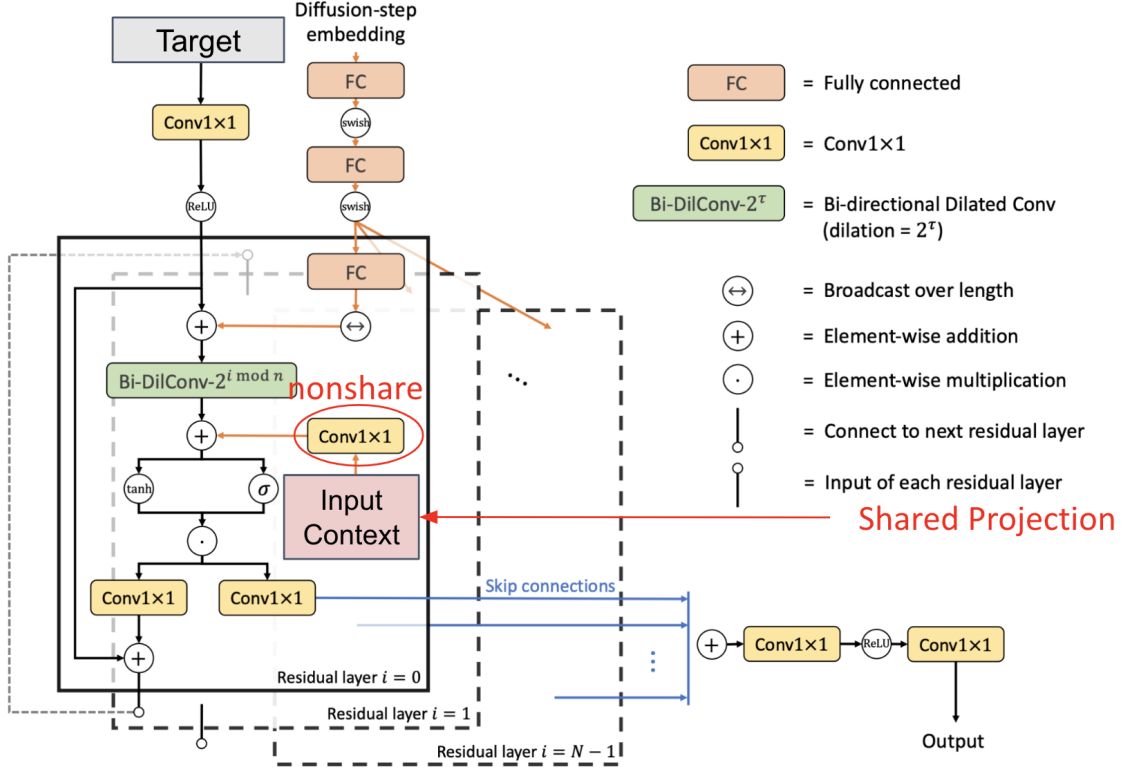 Target
Diffusion-step
embedding
FC
swish
FC
swish
Conv1×1
ReLU
FC
↔
+
Bi-DilConv-2^{i mod n}
nonshare
+
Conv1×1
tanh
σ
Input
Context
Shared Projection
·
Conv1×1
Conv1×1
+
Skip connections
...
⋮
Residual layer i = 0
Residual layer i = 1
Residual layer i = N − 1
+
Conv1×1
ReLU
Conv1×1
Output
FC = Fully connected
Conv1×1 = Conv1×1
Bi-DilConv-2^τ = Bi-directional Dilated Conv
(dilation = 2^τ)
↔ = Broadcast over length
+ = Element-wise addition
· = Element-wise multiplication
= Connect to next residual layer
= Input of each residual layer